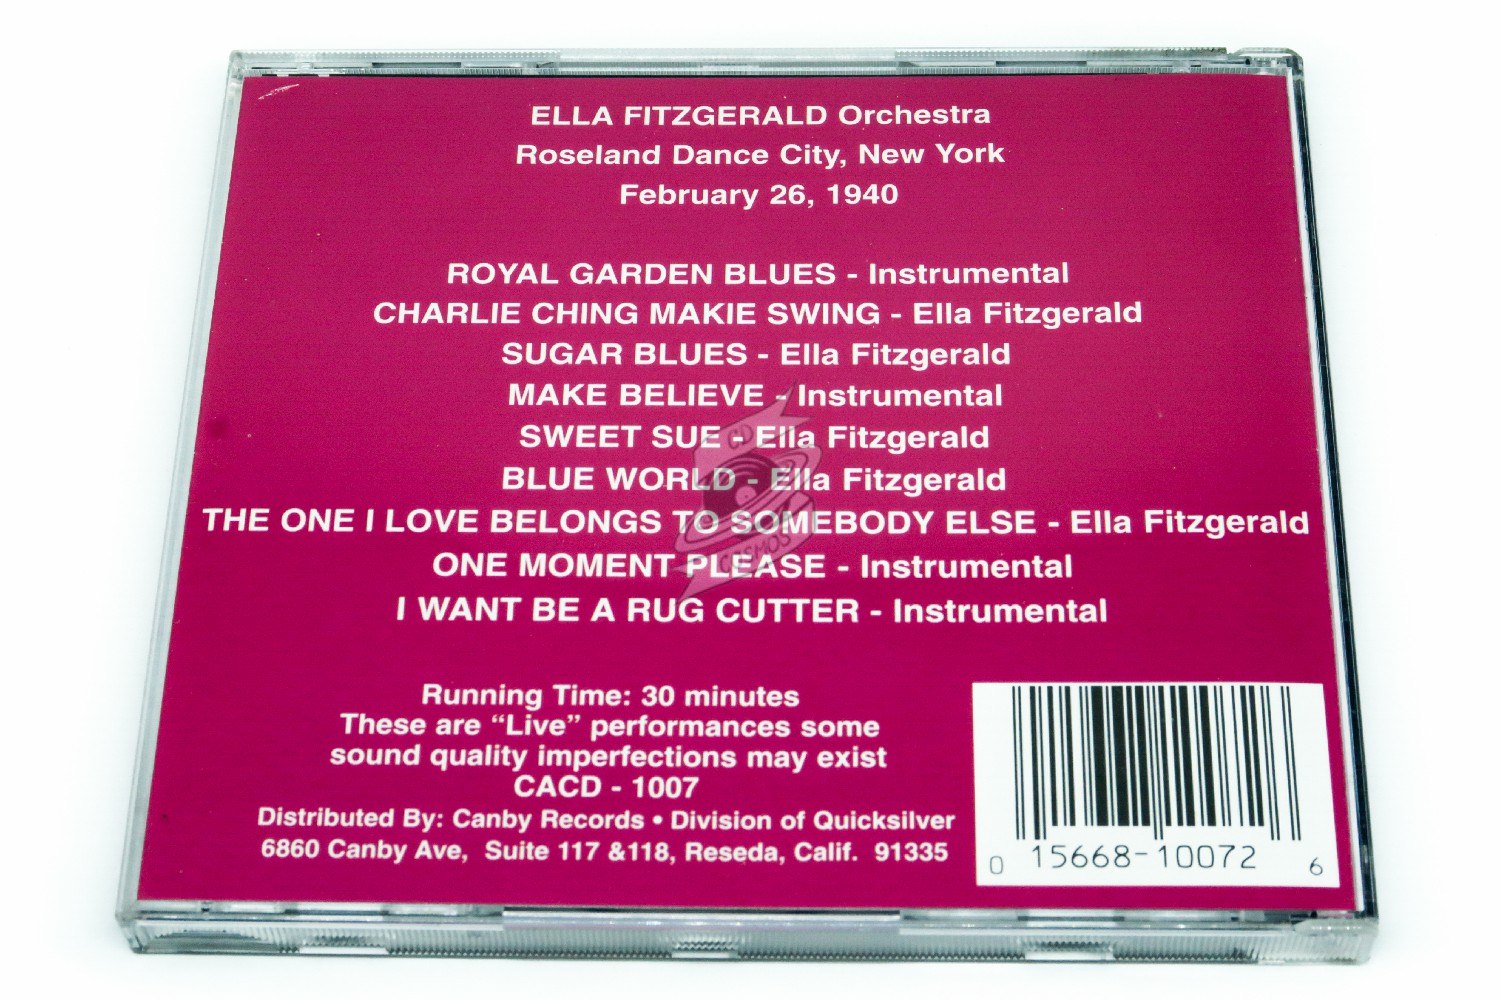 ELLA FITZGERALD Orchestra
Roseland Dance City, New York
February 26, 1940
ROYAL GARDEN BLUES - Instrumental
CHARLIE CHING MAKIE SWING - Ella Fitzgerald
SUGAR BLUES - Ella Fitzgerald
MAKE BELIEVE - Instrumental
SWEET SUE - Ella Fitzgerald
BLUE WORLD - Ella Fitzgerald
THE ONE I LOVE BELONGS TO SOMEBODY ELSE - Ella Fitzgerald
ONE MOMENT PLEASE - Instrumental
I WANT BE A RUG CUTTER - Instrumental
CD
COSMOS
Running Time: 30 minutes
These are “Live” performances some
sound quality imperfections may exist
CACD - 1007
Distributed By: Canby Records • Division of Quicksilver
6860 Canby Ave, Suite 117 &118, Reseda, Calif. 91335
0 15668-10072 6